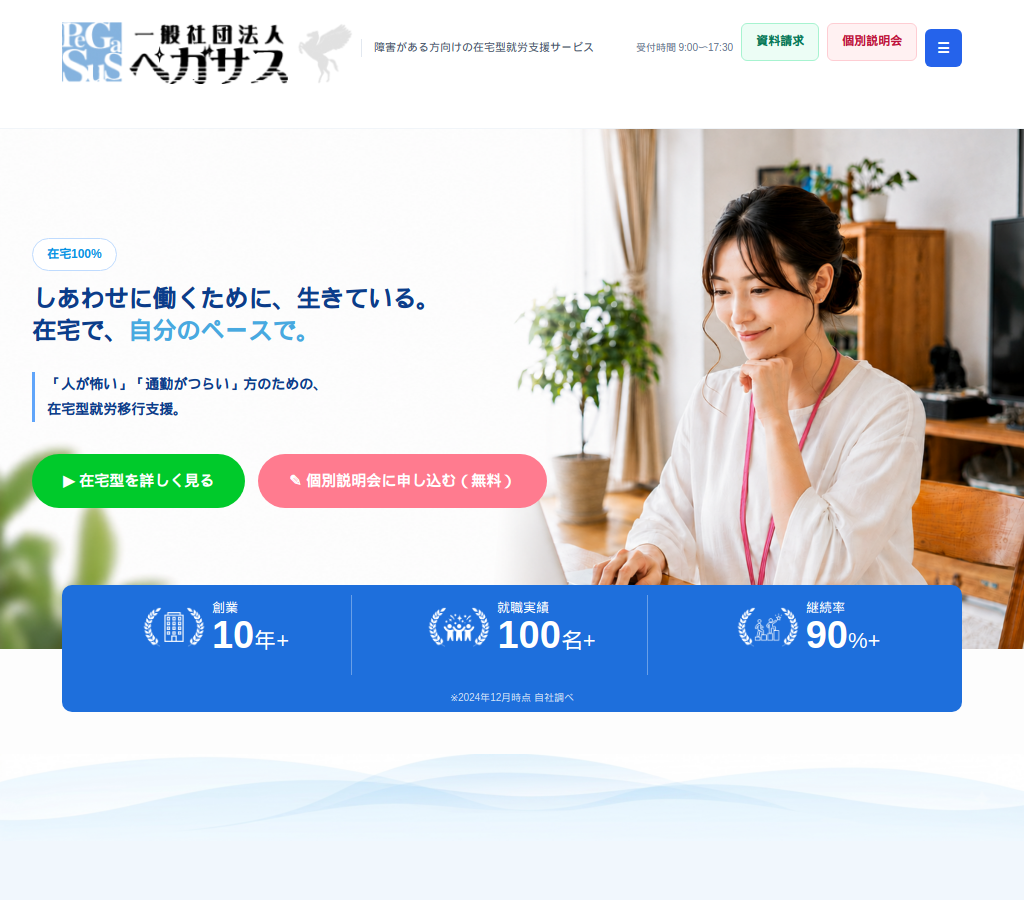 PeGaSuS
一般社団法人
ペガサス
障害がある方向けの在宅型就労支援サービス
受付時間 9:00〜17:30
資料請求
個別説明会
在宅100%
しあわせに働くために、生きている。
在宅で、自分のペースで。
「人が怖い」「通勤がつらい」方のための、
在宅型就労移行支援。
▶ 在宅型を詳しく見る
✎ 個別説明会に申し込む（無料）
創業
10年+
就職実績
100名+
継続率
90%+
※2024年12月時点 自社調べ